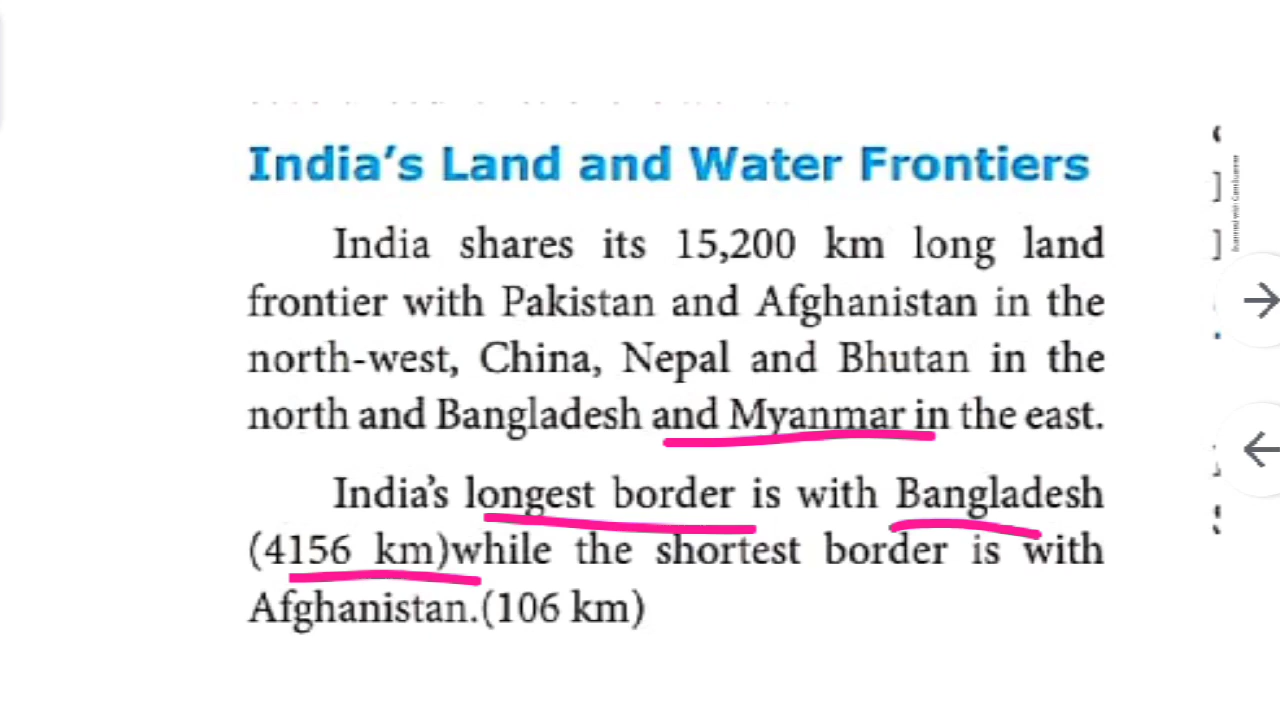 India's Land and Water Frontiers
India shares its 15,200 km long land
frontier with Pakistan and Afghanistan in the
north-west, China, Nepal and Bhutan in the
north and Bangladesh and Myanmar in the east.
India's longest border is with Bangladesh
(4156 km)while the shortest border is with
Afghanistan.(106 km)